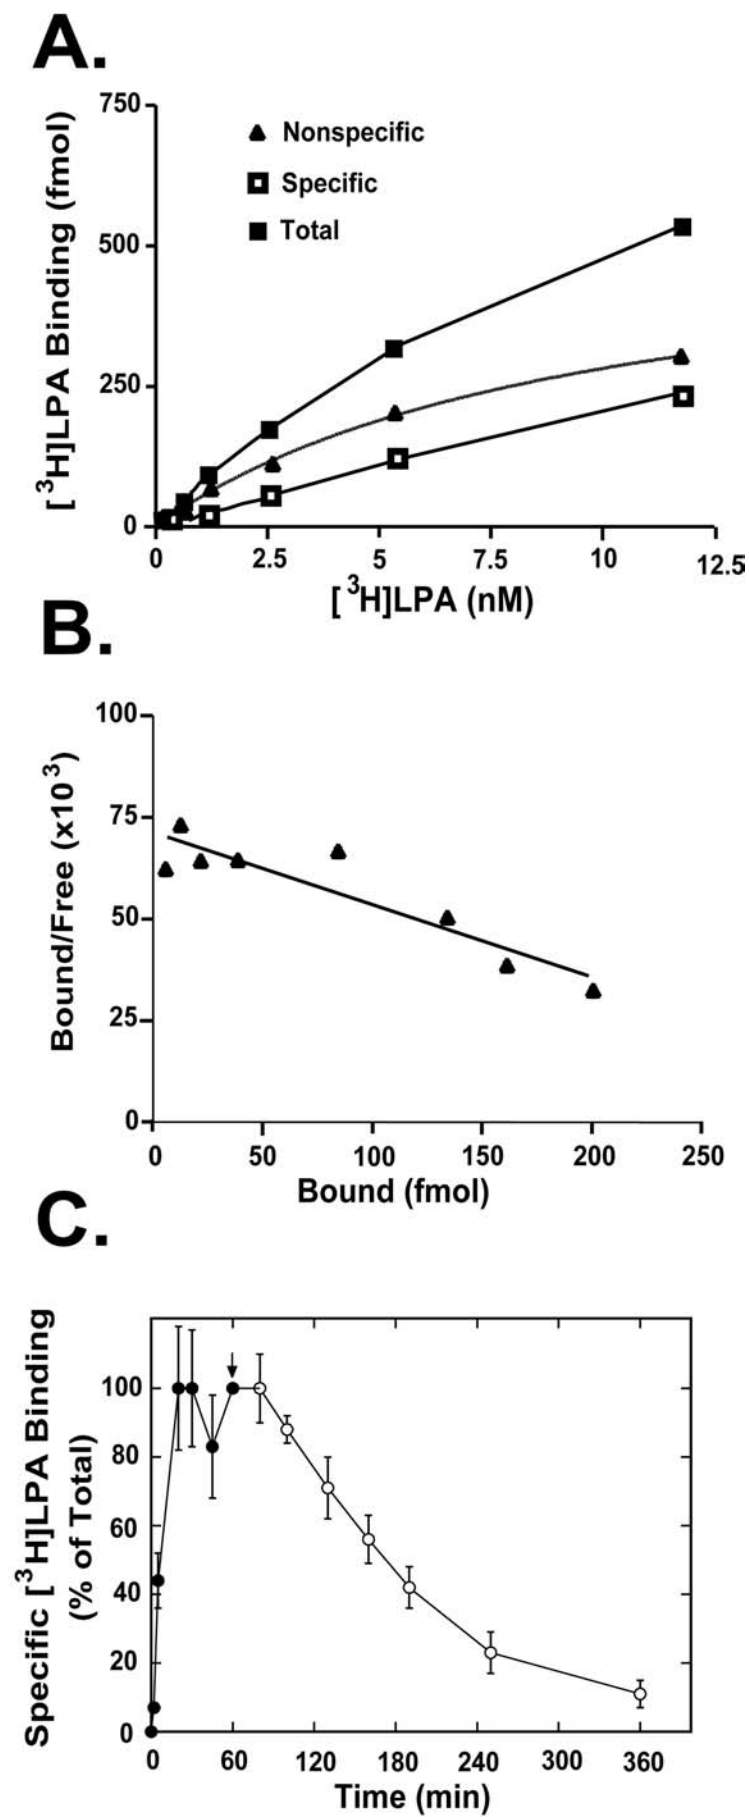 A.
[³H]LPA Binding (fmol)
750
500
250
0
Nonspecific
Specific
Total
0 2.5 5 7.5 10 12.5
[³H]LPA (nM)
B.
Bound/Free (x10³)
100
75
50
25
0
0 50 100 150 200 250
Bound (fmol)
C.
Specific [³H]LPA Binding
(% of Total)
100
80
60
40
20
0
0 60 120 180 240 300 360
Time (min)